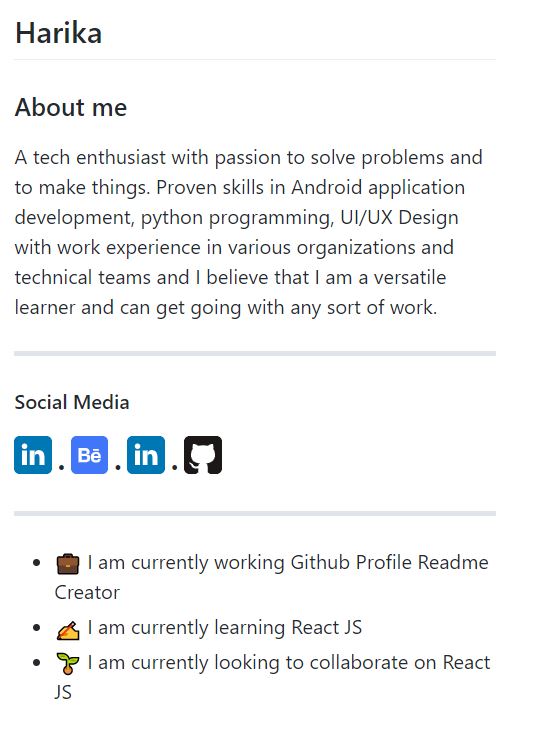 Harika
About me
A tech enthusiast with passion to solve problems and
to make things. Proven skills in Android application
development, python programming, UI/UX Design
with work experience in various organizations and
technical teams and I believe that I am a versatile
learner and can get going with any sort of work.
Social Media
in . Bē . in .
I am currently working Github Profile Readme
Creator
I am currently learning React JS
I am currently looking to collaborate on React
JS